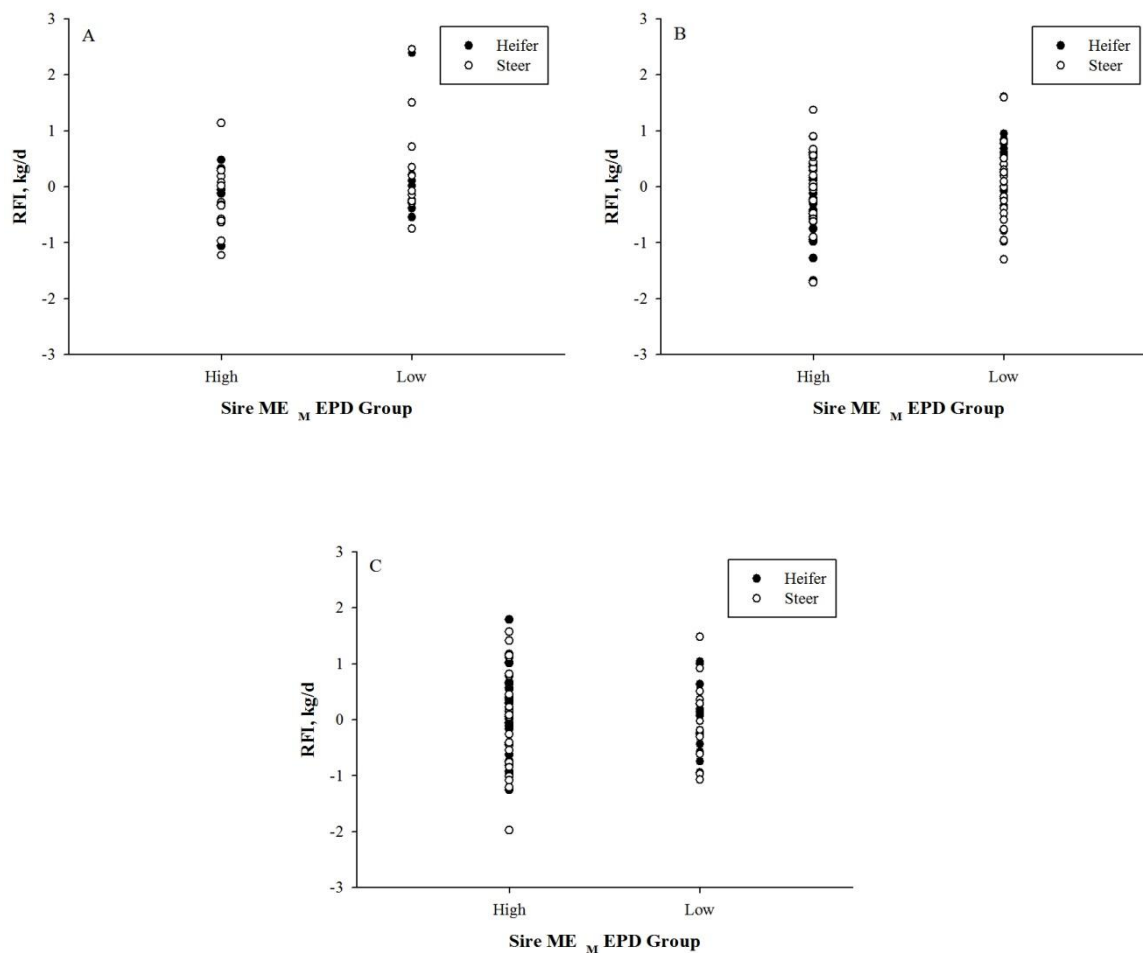 A
Heifer
Steer
3
2
1
0
-1
-2
-3
RFI, kg/d
High
Low
Sire ME M EPD Group
B
Heifer
Steer
3
2
1
0
-1
-2
-3
RFI, kg/d
High
Low
Sire ME M EPD Group
C
Heifer
Steer
3
2
1
0
-1
-2
-3
RFI, kg/d
High
Low
Sire ME M EPD Group